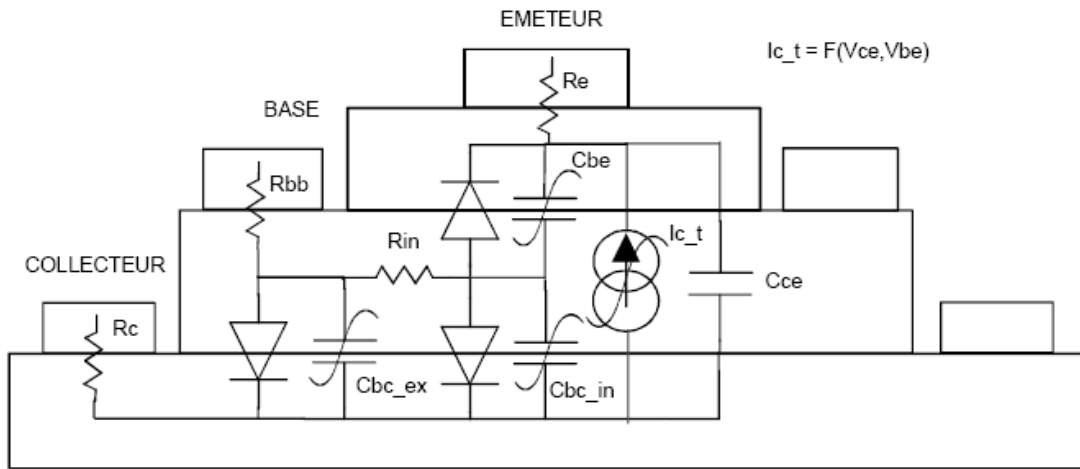 EMETEUR
Ic_t = F(Vce,Vbe)
Re
BASE
Cbe
Rbb
Ic_t
Rin
COLLECTEUR
Cce
Rc
Cbc_ex
Cbc_in